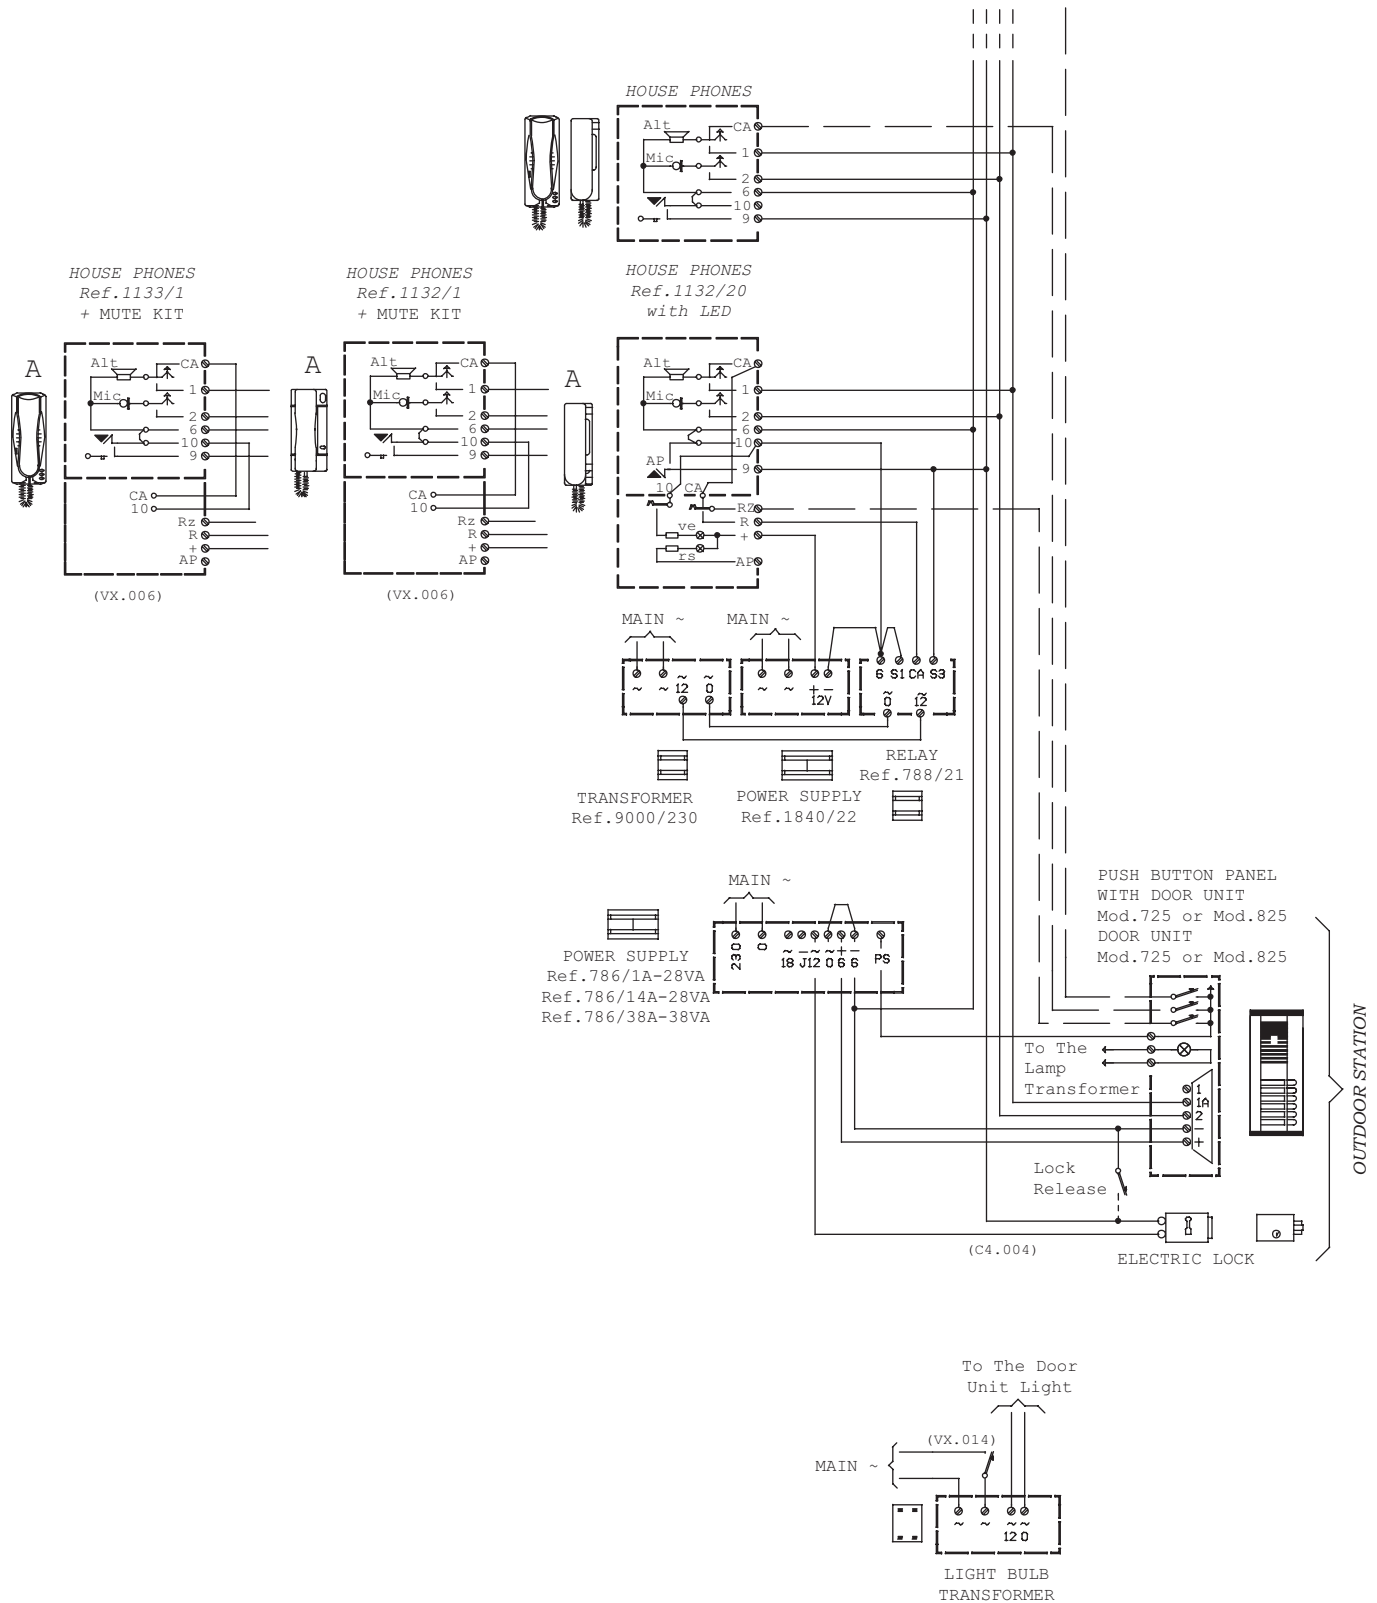 HOUSE PHONES
Alt
CA
1
Mic
2
6
10
9
HOUSE PHONES
Ref.1133/1
+ MUTE KIT
HOUSE PHONES
Ref.1132/1
+ MUTE KIT
HOUSE PHONES
Ref.1132/20
with LED
A
Alt
CA
1
Mic
2
6
10
9
CA
10
Rz
R
+
AP
(VX.006)
A
Alt
CA
1
Mic
2
6
10
9
CA
10
Rz
R
+
AP
(VX.006)
A
Alt
CA
1
Mic
2
6
10
AP
9
10 CA
RZ
R
ve
+
rs
AP
MAIN ~
MAIN ~
~ ~ ~ ~
12 0
~ ~ + -
12V
6 S1 CA S3
~ ~
0 12
TRANSFORMER
Ref.9000/230
POWER SUPPLY
Ref.1840/22
RELAY
Ref.788/21
MAIN ~
230 0
~ — ~ + —
18 J12 0 6 6
PS
POWER SUPPLY
Ref.786/1A-28VA
Ref.786/14A-28VA
Ref.786/38A-38VA
PUSH BUTTON PANEL
WITH DOOR UNIT
Mod.725 or Mod.825
DOOR UNIT
Mod.725 or Mod.825
To The
Lamp
Transformer
1
1A
2
—
+
Lock
Release
(C4.004)
ELECTRIC LOCK
OUTDOOR STATION
To The Door
Unit Light
(VX.014)
MAIN ~
~ ~ ~ ~
12 0
LIGHT BULB
TRANSFORMER